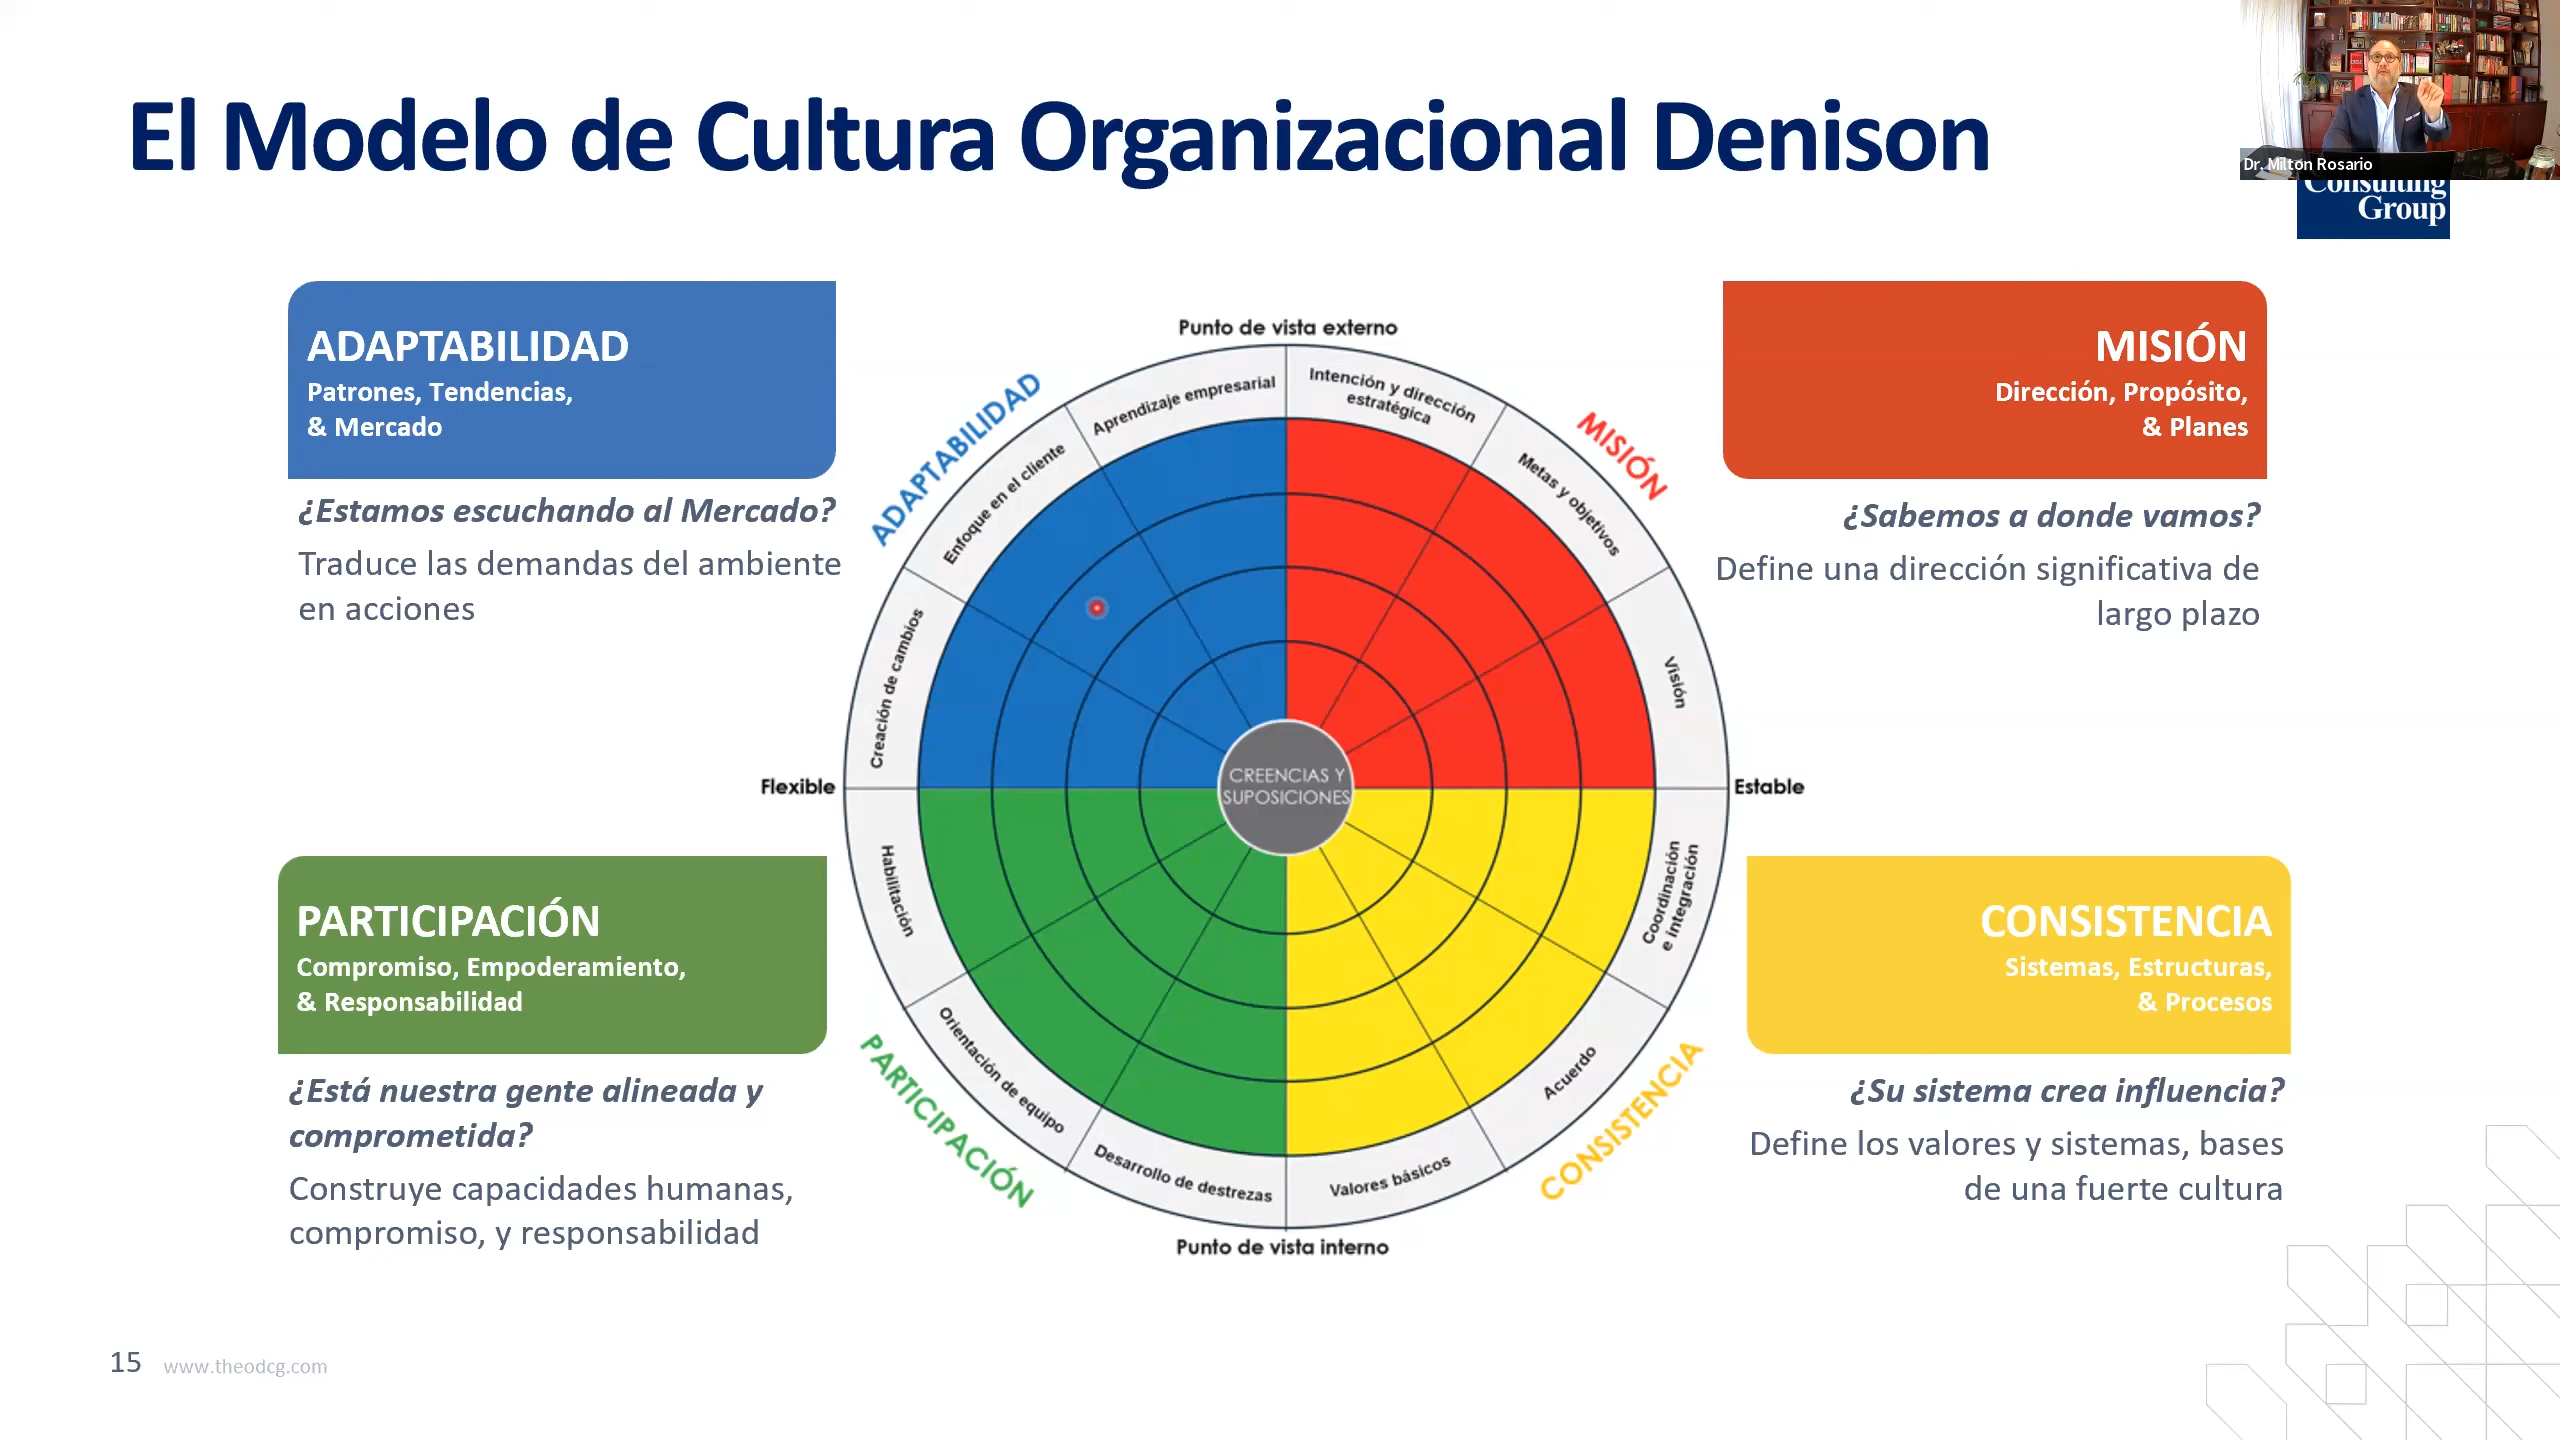 El Modelo de Cultura Organizacional Denison
Dr. Milton Rosario
Consulting
Group
ADAPTABILIDAD
Patrones, Tendencias,
& Mercado
¿Estamos escuchando al Mercado?
Traduce las demandas del ambiente
en acciones
MISIÓN
Dirección, Propósito,
& Planes
¿Sabemos a donde vamos?
Define una dirección significativa de
largo plazo
Punto de vista externo
ADAPTABILIDAD
MISIÓN
Aprendizaje empresarial
Intención y dirección
estratégica
Enfoque en el cliente
Metas y objetivos
Creación de cambios
Visión
Flexible
CREENCIAS Y
SUPOSICIONES
Estable
Habilitación
Coordinación
e integración
Orientación de equipo
Acuerdo
Desarrollo de destrezas
Valores básicos
PARTICIPACIÓN
CONSISTENCIA
Punto de vista interno
PARTICIPACIÓN
Compromiso, Empoderamiento,
& Responsabilidad
¿Está nuestra gente alineada y
comprometida?
Construye capacidades humanas,
compromiso, y responsabilidad
CONSISTENCIA
Sistemas, Estructuras,
& Procesos
¿Su sistema crea influencia?
Define los valores y sistemas, bases
de una fuerte cultura
15
www.theodcg.com